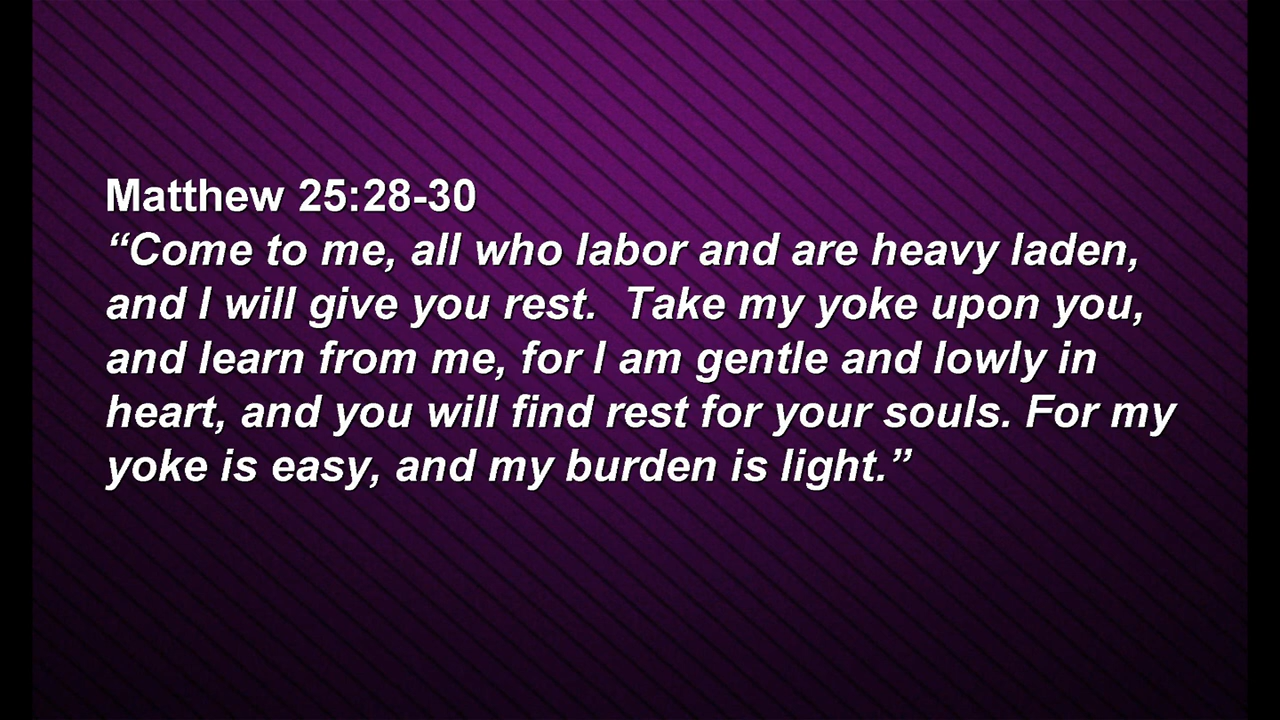 Matthew 25:28-30
“Come to me, all who labor and are heavy laden,
and I will give you rest.  Take my yoke upon you,
and learn from me, for I am gentle and lowly in
heart, and you will find rest for your souls. For my
yoke is easy, and my burden is light.”